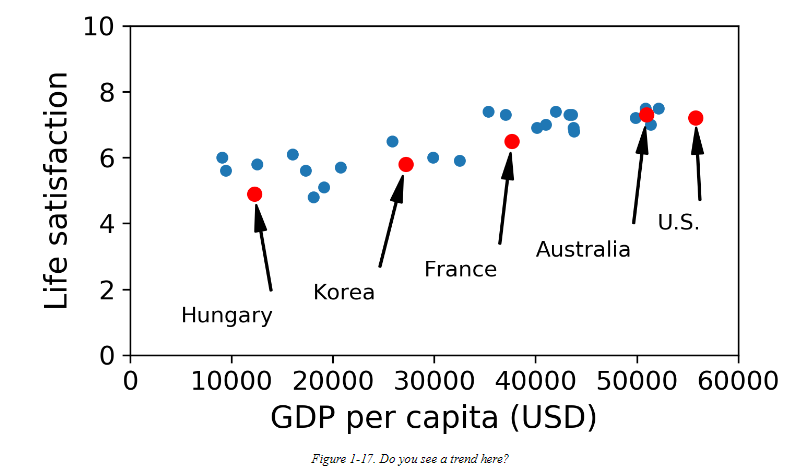 10
8
6
4
2
0
Life satisfaction
Hungary
Korea
France
Australia
U.S.
0 10000 20000 30000 40000 50000 60000
GDP per capita (USD)
Figure 1-17. Do you see a trend here?